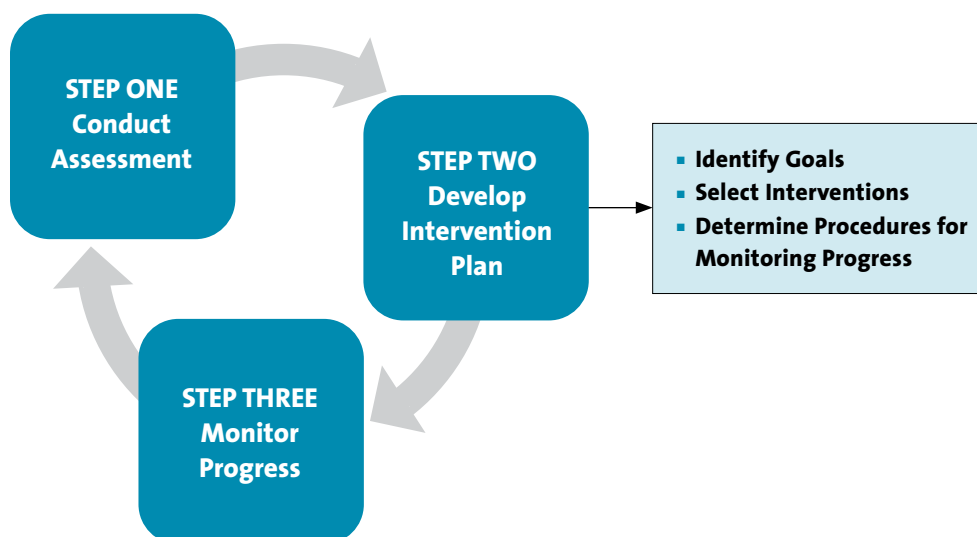 STEP ONE
Conduct
Assessment
STEP TWO
Develop
Intervention
Plan
▪ Identify Goals
▪ Select Interventions
▪ Determine Procedures for
Monitoring Progress
STEP THREE
Monitor
Progress